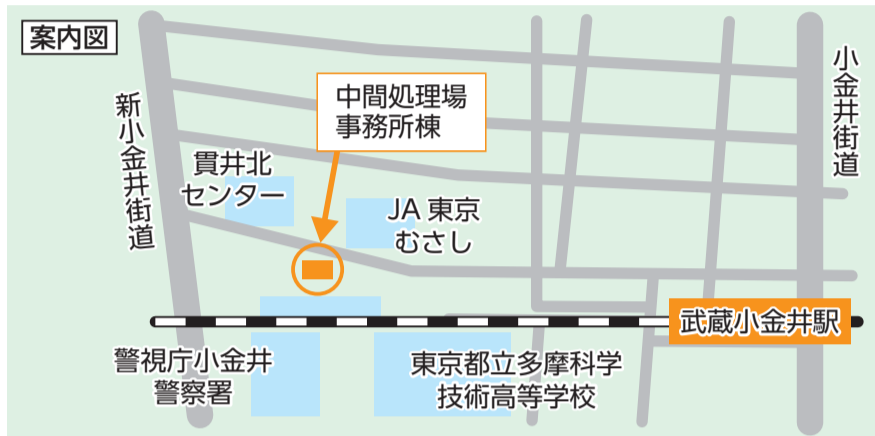 案内図
新小金井街道
小金井街道
中間処理場
事務所棟
貫井北
センター
JA 東京
むさし
武蔵小金井駅
警視庁小金井
警察署
東京都立多摩科学
技術高等学校